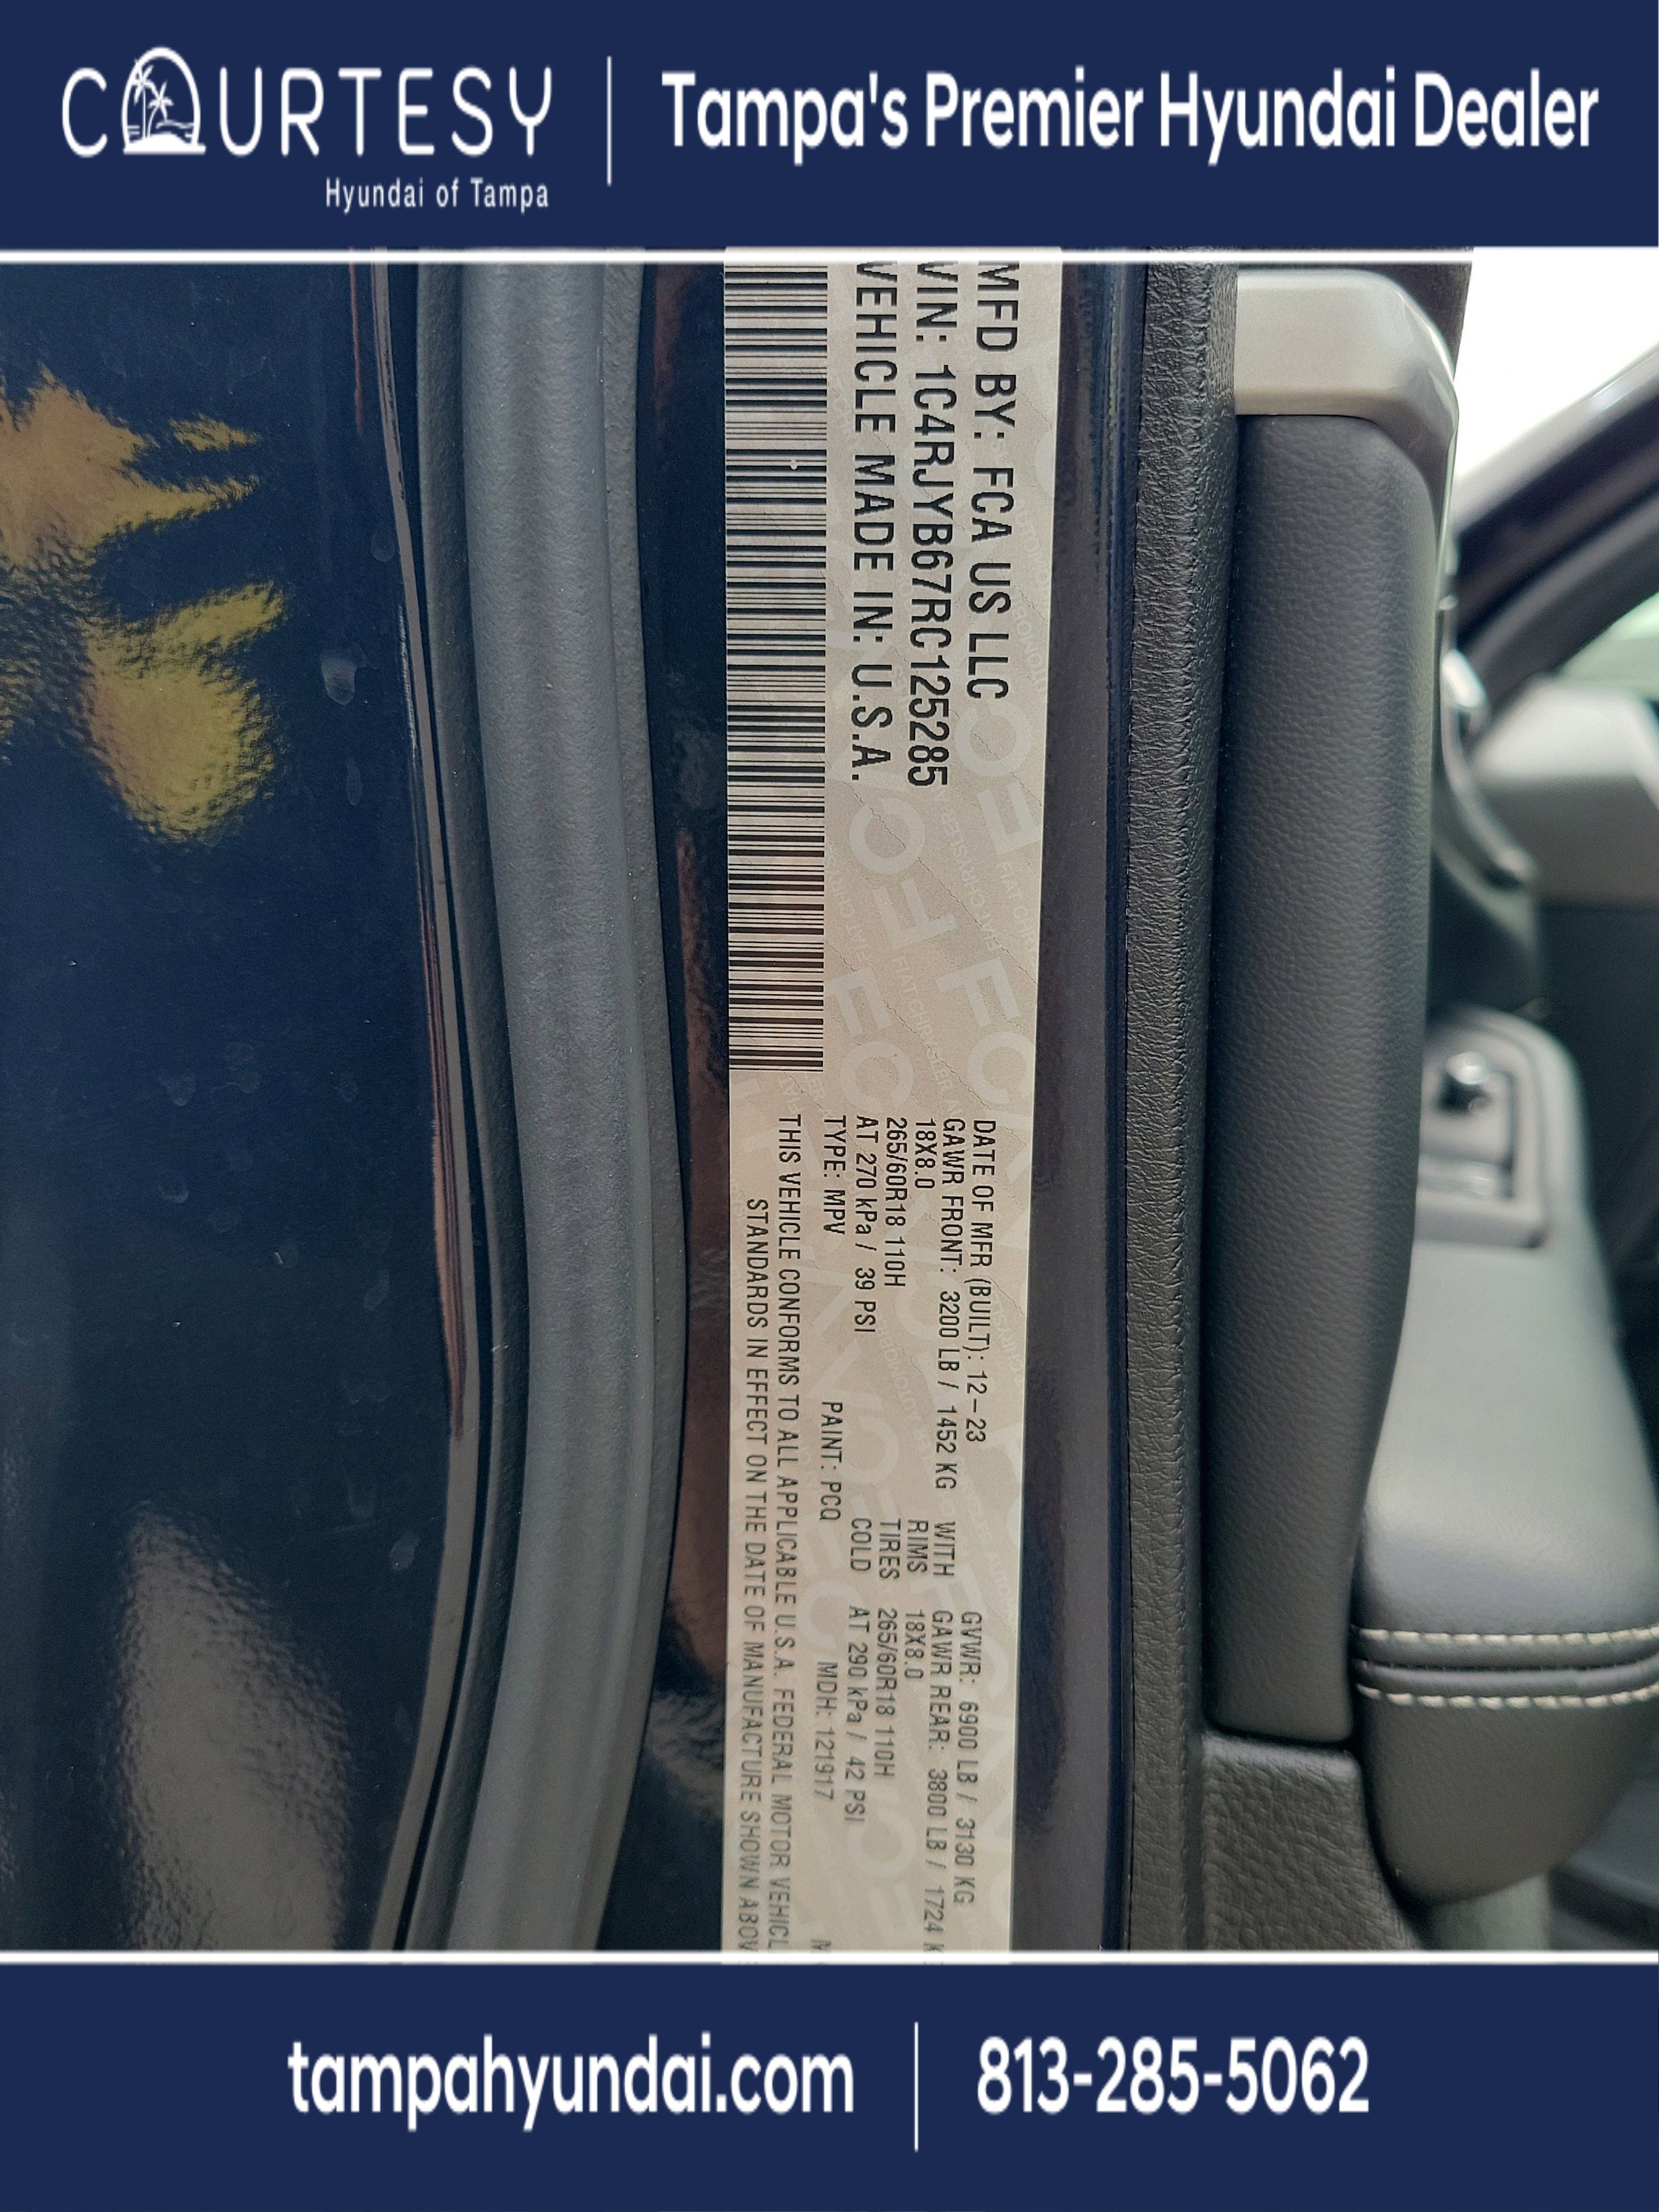 COURTESY
Hyundai of Tampa
Tampa's Premier Hyundai Dealer
MFD BY: FCA US LLC
VIN: 1C4RJYB67RC125285
VEHICLE MADE IN: U.S.A.
DATE OF MFR (BUILT): 12-23 GVWR: 6900 LB / 3130 KG
GAWR FRONT: 3200 LB / 1452 KG WITH GAWR REAR: 3800 LB / 1724 K
18X8.0 RIMS 18X8.0
265/60R18 110H TIRES 265/60R18 110H
AT 270 kPa / 39 PSI COLD AT 290 kPa / 42 PSI
TYPE: MPV PAINT: PCQ MDH: 121917
THIS VEHICLE CONFORMS TO ALL APPLICABLE U.S.A. FEDERAL MOTOR VEHICL
STANDARDS IN EFFECT ON THE DATE OF MANUFACTURE SHOWN ABOV
tampahyundai.com
813-285-5062